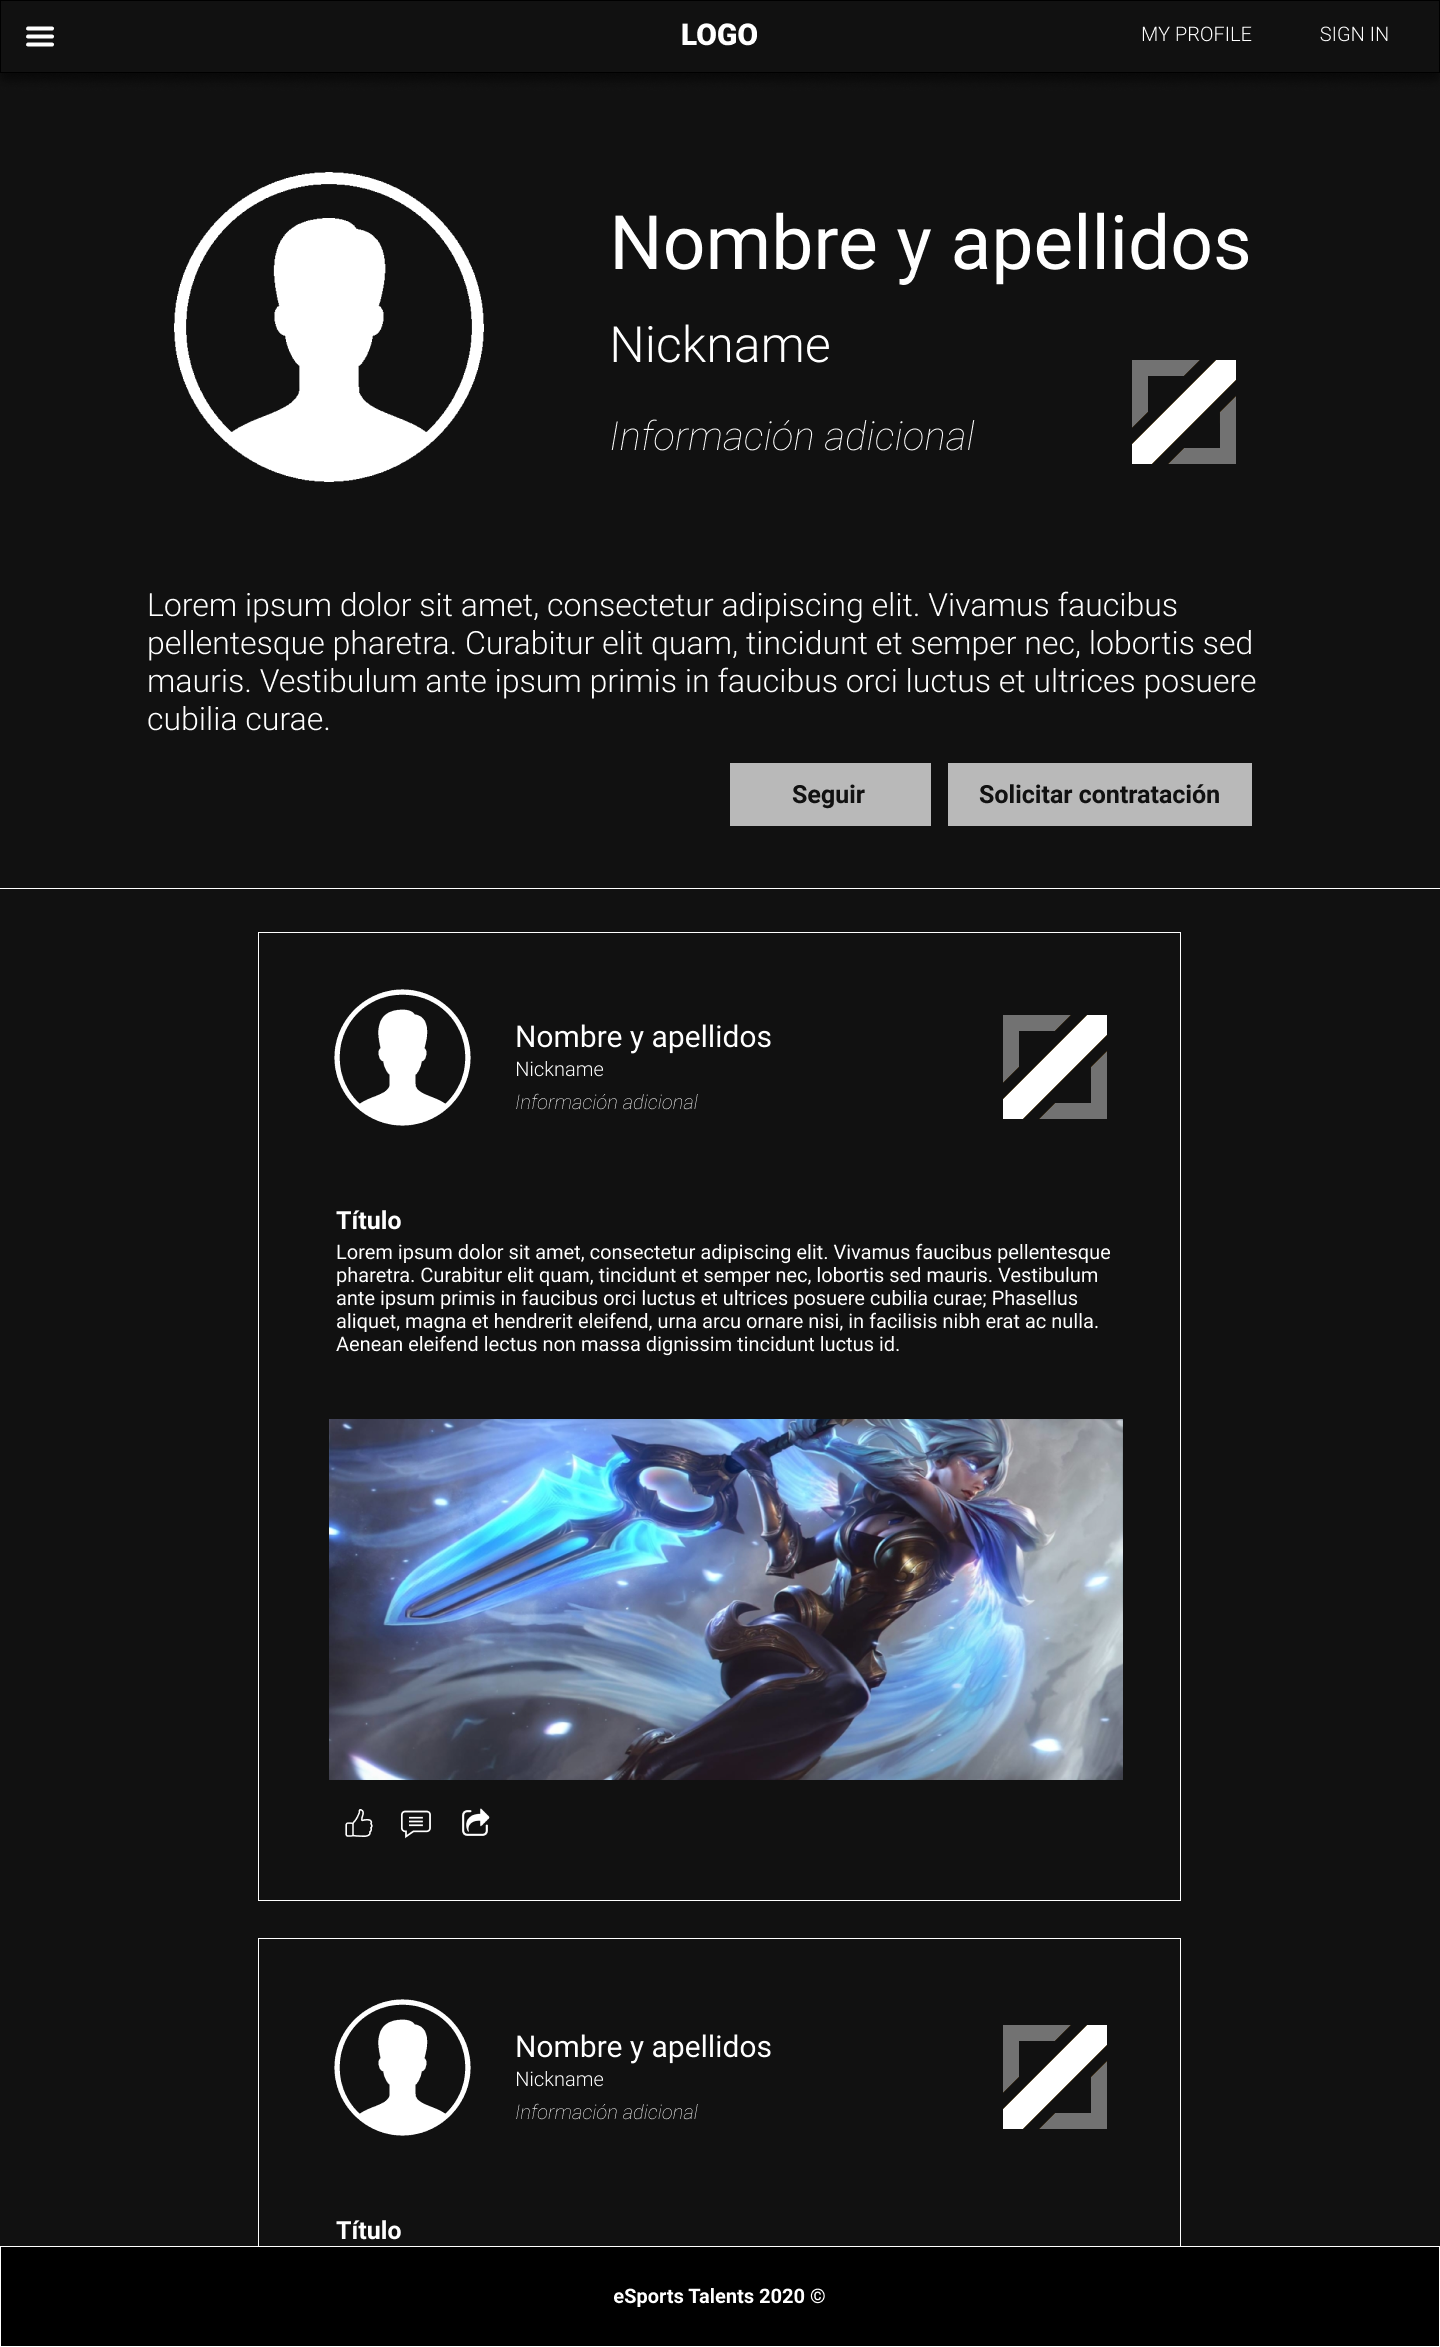 LOGO
MY PROFILE
SIGN IN
Nombre y apellidos
Nickname
Información adicional
Lorem ipsum dolor sit amet, consectetur adipiscing elit. Vivamus faucibus
pellentesque pharetra. Curabitur elit quam, tincidunt et semper nec, lobortis sed
mauris. Vestibulum ante ipsum primis in faucibus orci luctus et ultrices posuere
cubilia curae.
Seguir
Solicitar contratación
Nombre y apellidos
Nickname
Información adicional
Título
Lorem ipsum dolor sit amet, consectetur adipiscing elit. Vivamus faucibus pellentesque
pharetra. Curabitur elit quam, tincidunt et semper nec, lobortis sed mauris. Vestibulum
ante ipsum primis in faucibus orci luctus et ultrices posuere cubilia curae; Phasellus
aliquet, magna et hendrerit eleifend, urna arcu ornare nisi, in facilisis nibh erat ac nulla.
Aenean eleifend lectus non massa dignissim tincidunt luctus id.
Nombre y apellidos
Nickname
Información adicional
Título
eSports Talents 2020 ©